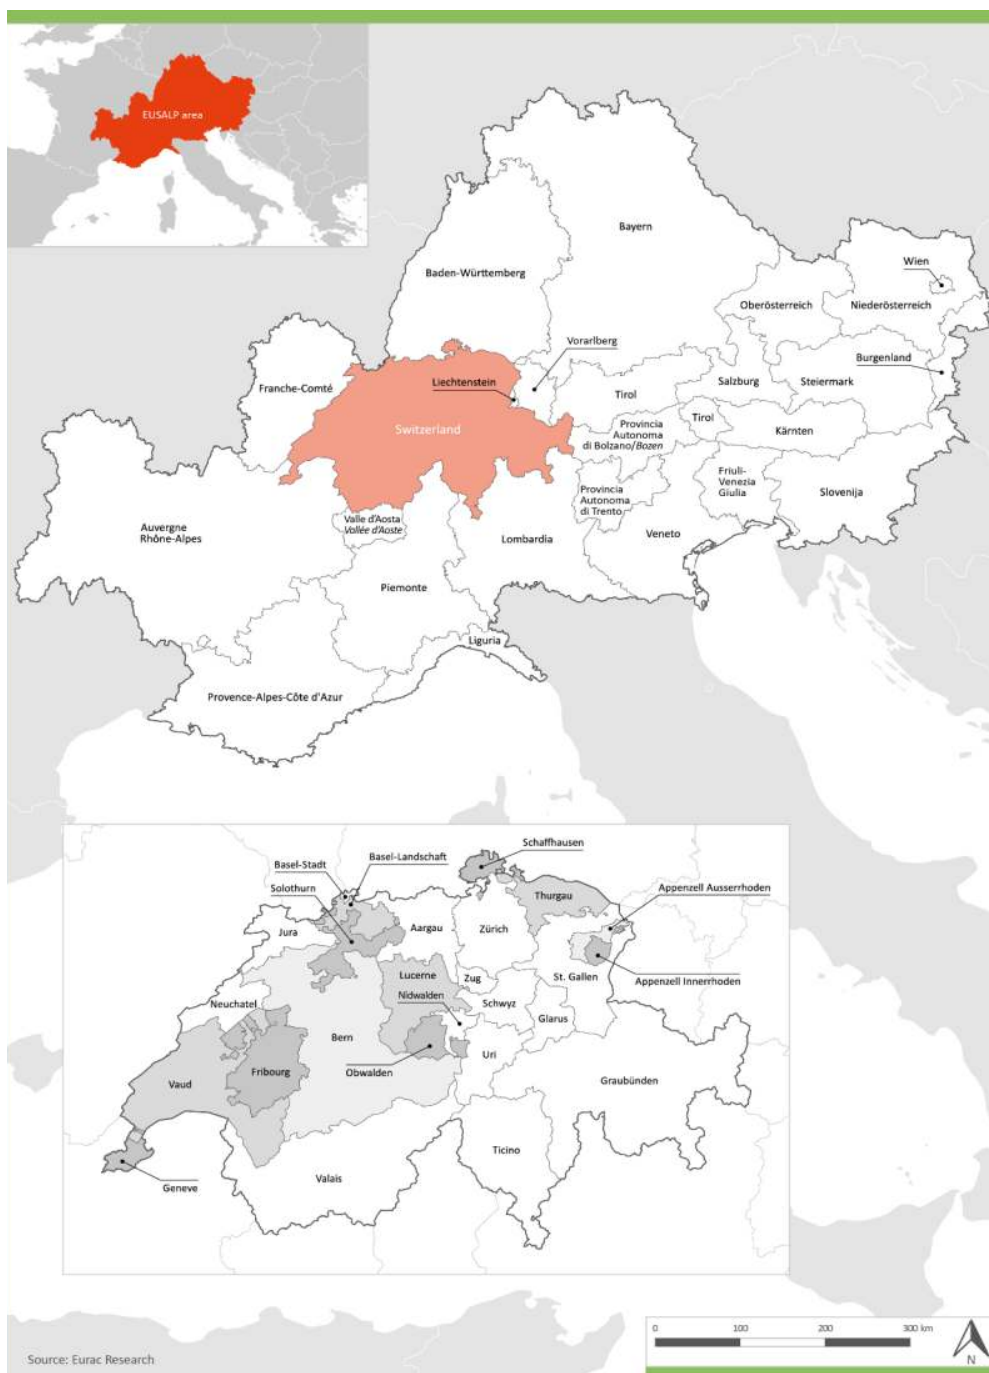 EUSALP area
Bayern
Baden-Württemberg
Wien
Oberösterreich
Niederösterreich
Vorarlberg
Burgenland
Franche-Comté
Liechtenstein
Salzburg
Steiermark
Tirol
Switzerland
Provincia
Autonoma
di Bolzano/Bozen
Tirol
Kärnten
Friuli-
Venezia
Giulia
Slovenija
Provincia
Autonoma
di Trento
Valle d'Aosta
Vallée d'Aoste
Auvergne
Rhône-Alpes
Lombardia
Veneto
Piemonte
Liguria
Provence-Alpes-Côte d'Azur
Schaffhausen
Basel-Landschaft
Basel-Stadt
Solothurn
Thurgau
Appenzell Ausserrhoden
Jura
Aargau
Zürich
Lucerne
Zug
St. Gallen
Appenzell Innerrhoden
Nidwalden
Neuchatel
Schwyz
Glarus
Bern
Uri
Obwalden
Fribourg
Vaud
Graubünden
Ticino
Valais
Geneve
0 100 200 300 km
N
Source: Eurac Research